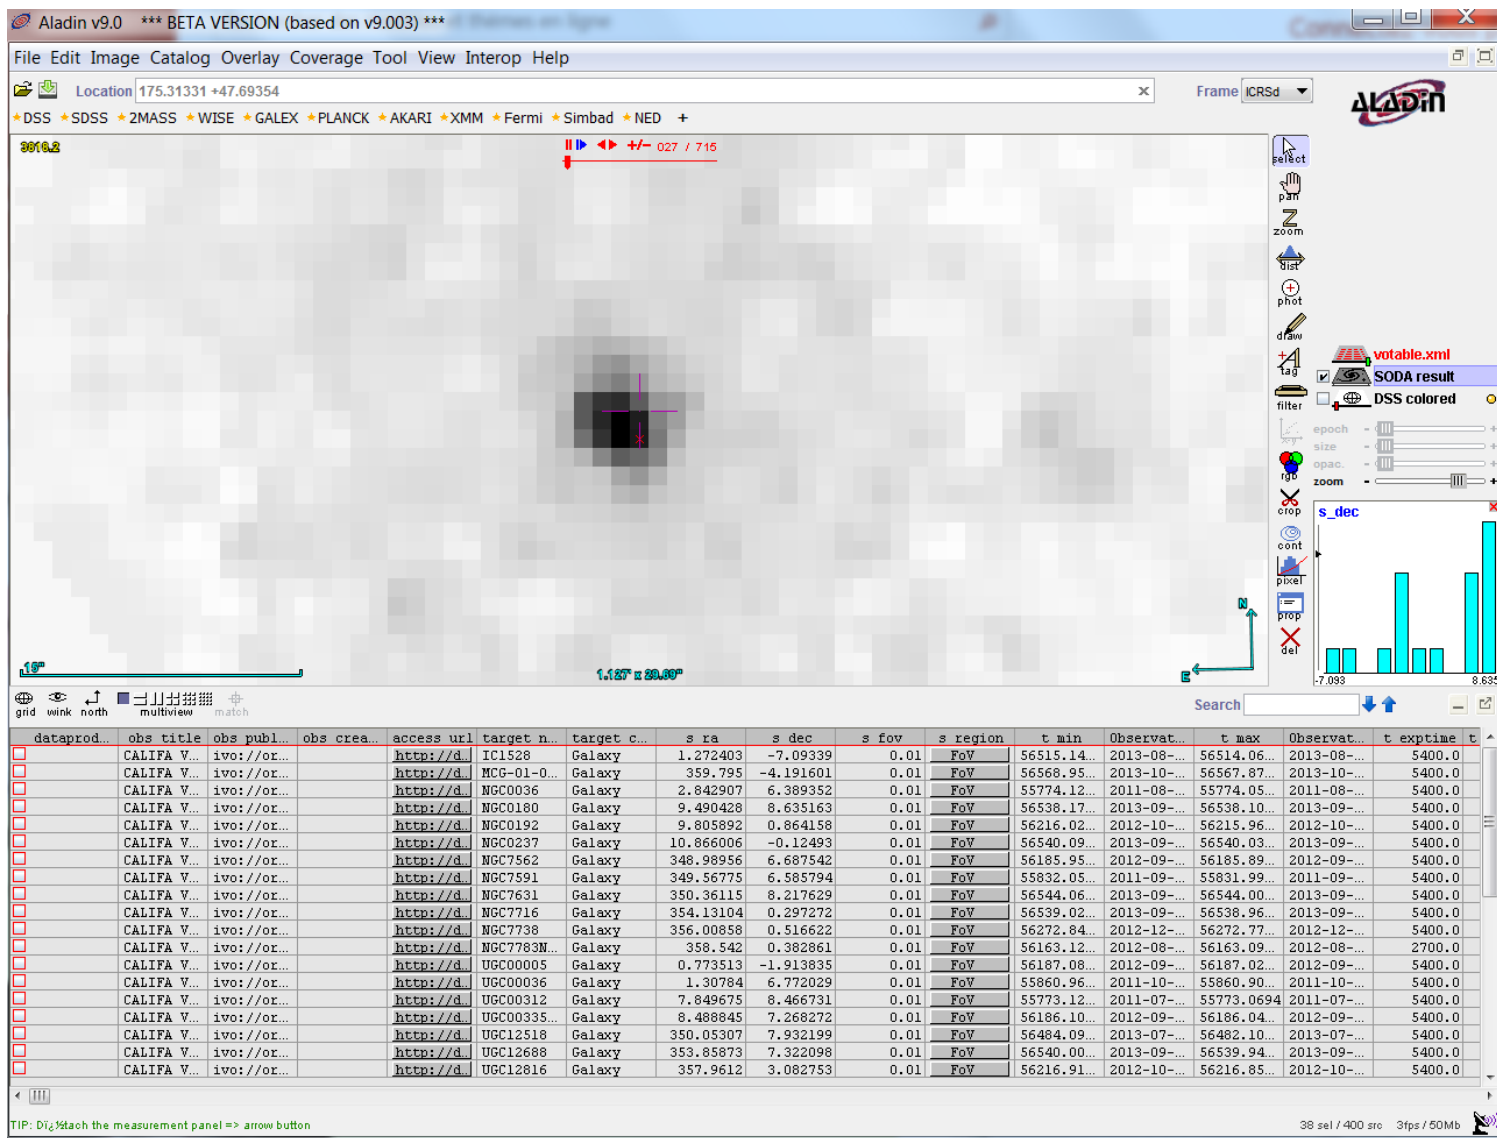 Aladin v9.0 *** BETA VERSION (based on v9.003) ***
File Edit Image Catalog Overlay Coverage Tool View Interop Help
Location 175.31331 +47.69354 Frame ICRSd ALADiN
DSS SDSS 2MASS WISE GALEX PLANCK AKARI XMM Fermi Simbad NED +
3818.2
+/- 027 / 715
select
pan
zoom
dist
phot
draw
tag
filter
x-y
rgb
crop
cont
pixel
prop
del
votable.xml
SODA result
DSS colored
epoch - +
size - +
opac. - +
zoom - +
s_dec
-7.093 8.635
N
E
15"
1.127' x 29.69"
grid wink north multiview match
Search
dataprod... obs title obs publ... obs crea... access url target n... target c... s ra s dec s fov s region t min Observat... t max Observat... t exptime t
CALIFA V... ivo://or... http://d... IC1528 Galaxy 1.272403 -7.09339 0.01 FoV 56515.14... 2013-08-... 56514.06... 2013-08-... 5400.0
CALIFA V... ivo://or... http://d... MCG-01-0... Galaxy 359.795 -4.191601 0.01 FoV 56568.95... 2013-10-... 56567.87... 2013-10-... 5400.0
CALIFA V... ivo://or... http://d... NGC0036 Galaxy 2.842907 6.389352 0.01 FoV 55774.12... 2011-08-... 55774.05... 2011-08-... 5400.0
CALIFA V... ivo://or... http://d... NGC0180 Galaxy 9.490428 8.635163 0.01 FoV 56538.17... 2013-09-... 56538.10... 2013-09-... 5400.0
CALIFA V... ivo://or... http://d... NGC0192 Galaxy 9.805892 0.864158 0.01 FoV 56216.02... 2012-10-... 56215.96... 2012-10-... 5400.0
CALIFA V... ivo://or... http://d... NGC0237 Galaxy 10.866006 -0.12493 0.01 FoV 56540.09... 2013-09-... 56540.03... 2013-09-... 5400.0
CALIFA V... ivo://or... http://d... NGC7562 Galaxy 348.98956 6.687542 0.01 FoV 56185.95... 2012-09-... 56185.89... 2012-09-... 5400.0
CALIFA V... ivo://or... http://d... NGC7591 Galaxy 349.56775 6.585794 0.01 FoV 55832.05... 2011-09-... 55831.99... 2011-09-... 5400.0
CALIFA V... ivo://or... http://d... NGC7631 Galaxy 350.36115 8.217629 0.01 FoV 56544.06... 2013-09-... 56544.00... 2013-09-... 5400.0
CALIFA V... ivo://or... http://d... NGC7716 Galaxy 354.13104 0.297272 0.01 FoV 56539.02... 2013-09-... 56538.96... 2013-09-... 5400.0
CALIFA V... ivo://or... http://d... NGC7738 Galaxy 356.00858 0.516622 0.01 FoV 56272.84... 2012-12-... 56272.77... 2012-12-... 5400.0
CALIFA V... ivo://or... http://d... NGC7783N... Galaxy 358.542 0.382861 0.01 FoV 56163.12... 2012-08-... 56163.09... 2012-08-... 2700.0
CALIFA V... ivo://or... http://d... UGC00005 Galaxy 0.773513 -1.913835 0.01 FoV 56187.08... 2012-09-... 56187.02... 2012-09-... 5400.0
CALIFA V... ivo://or... http://d... UGC00036 Galaxy 1.30784 6.772029 0.01 FoV 55860.96... 2011-10-... 55860.90... 2011-10-... 5400.0
CALIFA V... ivo://or... http://d... UGC00312 Galaxy 7.849675 8.466731 0.01 FoV 55773.12... 2011-07-... 55773.0694 2011-07-... 5400.0
CALIFA V... ivo://or... http://d... UGC00335... Galaxy 8.488845 7.268272 0.01 FoV 56186.10... 2012-09-... 56186.04... 2012-09-... 5400.0
CALIFA V... ivo://or... http://d... UGC12518 Galaxy 350.05307 7.932199 0.01 FoV 56484.09... 2013-07-... 56482.10... 2013-07-... 5400.0
CALIFA V... ivo://or... http://d... UGC12688 Galaxy 353.85873 7.322098 0.01 FoV 56540.00... 2013-09-... 56539.94... 2013-09-... 5400.0
CALIFA V... ivo://or... http://d... UGC12816 Galaxy 357.9612 3.082753 0.01 FoV 56216.91... 2012-10-... 56216.85... 2012-10-... 5400.0
TIP: Dï¿½tach the measurement panel => arrow button 38 sel / 400 src 3fps / 50Mb